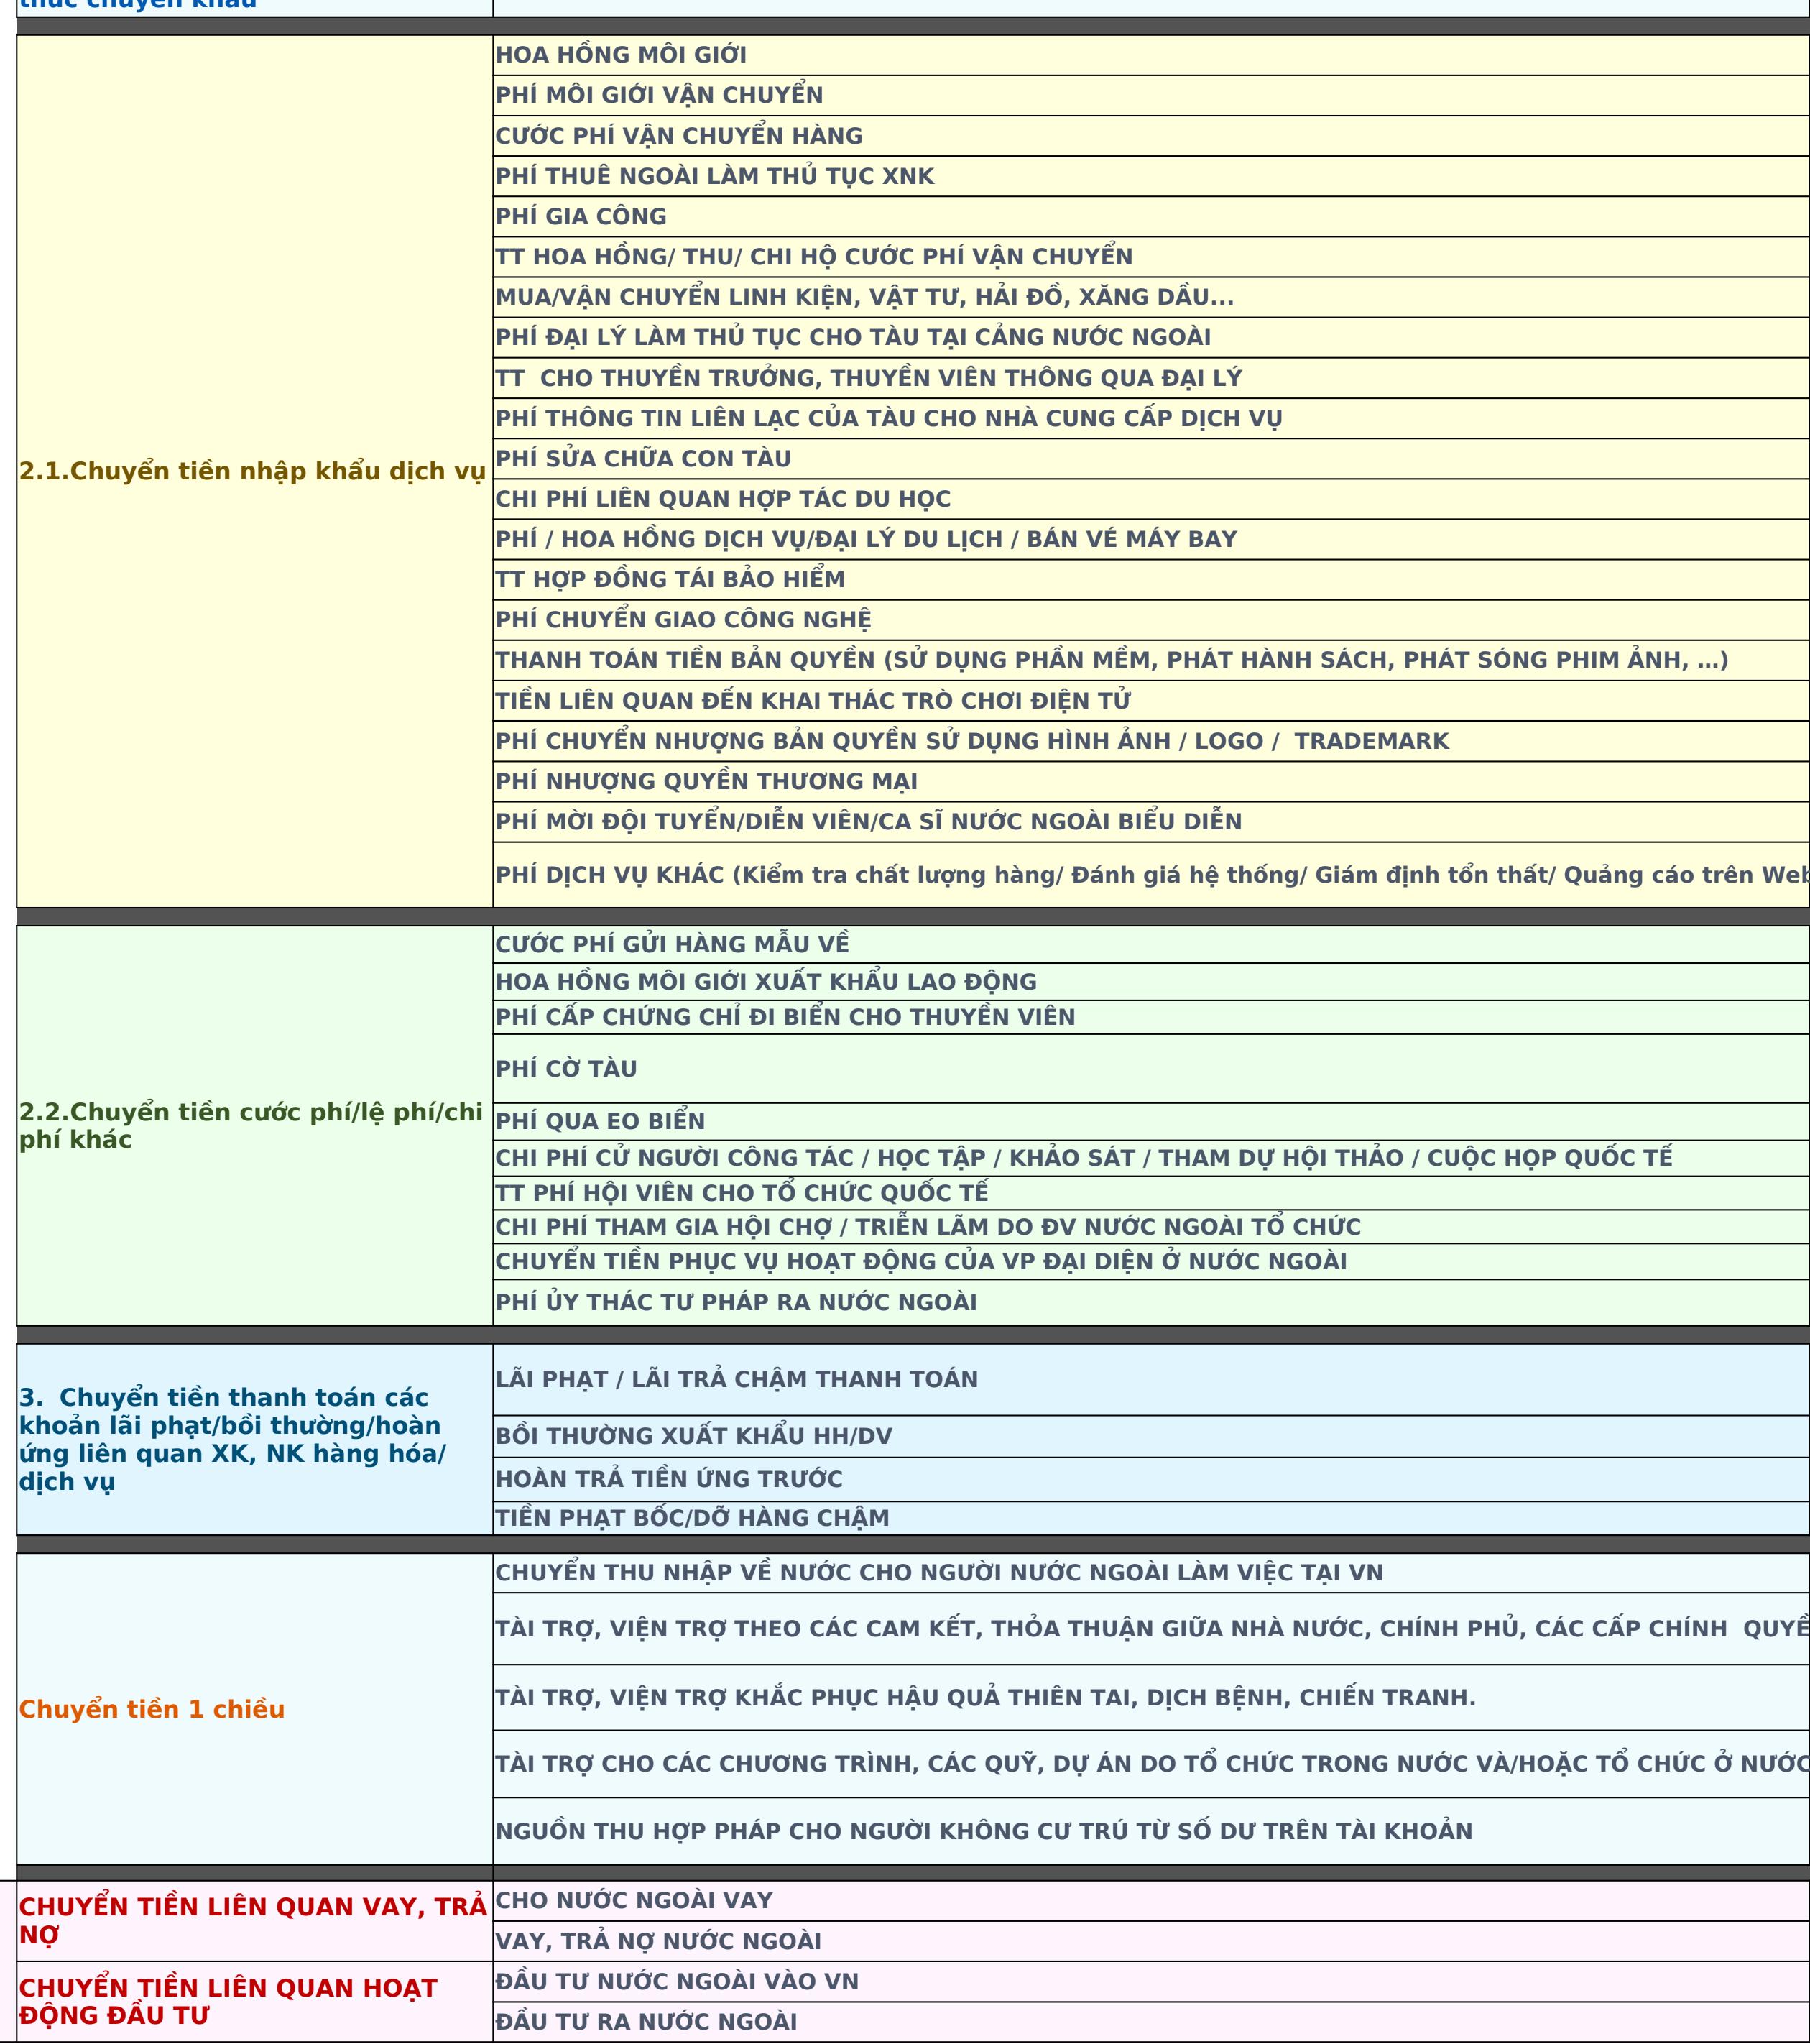 thức chuyển khẩu
HOA HỒNG MÔI GIỚI
PHÍ MÔI GIỚI VẬN CHUYỂN
CƯỚC PHÍ VẬN CHUYỂN HÀNG
PHÍ THUÊ NGOÀI LÀM THỦ TỤC XNK
PHÍ GIA CÔNG
TT HOA HỒNG/ THU/ CHI HỘ CƯỚC PHÍ VẬN CHUYỂN
MUA/VẬN CHUYỂN LINH KIỆN, VẬT TƯ, HẢI ĐỒ, XĂNG DẦU...
PHÍ ĐẠI LÝ LÀM THỦ TỤC CHO TÀU TẠI CẢNG NƯỚC NGOÀI
TT  CHO THUYỀN TRƯỞNG, THUYỀN VIÊN THÔNG QUA ĐẠI LÝ
PHÍ THÔNG TIN LIÊN LẠC CỦA TÀU CHO NHÀ CUNG CẤP DỊCH VỤ
PHÍ SỬA CHỮA CON TÀU
2.1.Chuyển tiền nhập khẩu dịch vụ
CHI PHÍ LIÊN QUAN HỢP TÁC DU HỌC
PHÍ / HOA HỒNG DỊCH VỤ/ĐẠI LÝ DU LỊCH / BÁN VÉ MÁY BAY
TT HỢP ĐỒNG TÁI BẢO HIỂM
PHÍ CHUYỂN GIAO CÔNG NGHỆ
THANH TOÁN TIỀN BẢN QUYỀN (SỬ DỤNG PHẦN MỀM, PHÁT HÀNH SÁCH, PHÁT SÓNG PHIM ẢNH, ...)
TIỀN LIÊN QUAN ĐẾN KHAI THÁC TRÒ CHƠI ĐIỆN TỬ
PHÍ CHUYỂN NHƯỢNG BẢN QUYỀN SỬ DỤNG HÌNH ẢNH / LOGO /  TRADEMARK
PHÍ NHƯỢNG QUYỀN THƯƠNG MẠI
PHÍ MỜI ĐỘI TUYỂN/DIỄN VIÊN/CA SĨ NƯỚC NGOÀI BIỂU DIỄN
PHÍ DỊCH VỤ KHÁC (Kiểm tra chất lượng hàng/ Đánh giá hệ thống/ Giám định tổn thất/ Quảng cáo trên Web
CƯỚC PHÍ GỬI HÀNG MẪU VỀ
HOA HỒNG MÔI GIỚI XUẤT KHẨU LAO ĐỘNG
PHÍ CẤP CHỨNG CHỈ ĐI BIỂN CHO THUYỀN VIÊN
PHÍ CỜ TÀU
2.2.Chuyển tiền cước phí/lệ phí/chi
phí khác
PHÍ QUA EO BIỂN
CHI PHÍ CỬ NGƯỜI CÔNG TÁC / HỌC TẬP / KHẢO SÁT / THAM DỰ HỘI THẢO / CUỘC HỌP QUỐC TẾ
TT PHÍ HỘI VIÊN CHO TỔ CHỨC QUỐC TẾ
CHI PHÍ THAM GIA HỘI CHỢ / TRIỄN LÃM DO ĐV NƯỚC NGOÀI TỔ CHỨC
CHUYỂN TIỀN PHỤC VỤ HOẠT ĐỘNG CỦA VP ĐẠI DIỆN Ở NƯỚC NGOÀI
PHÍ ỦY THÁC TƯ PHÁP RA NƯỚC NGOÀI
3.  Chuyển tiền thanh toán các
khoản lãi phạt/bồi thường/hoàn
ứng liên quan XK, NK hàng hóa/
dịch vụ
LÃI PHẠT / LÃI TRẢ CHẬM THANH TOÁN
BỒI THƯỜNG XUẤT KHẨU HH/DV
HOÀN TRẢ TIỀN ỨNG TRƯỚC
TIỀN PHẠT BỐC/DỠ HÀNG CHẬM
CHUYỂN THU NHẬP VỀ NƯỚC CHO NGƯỜI NƯỚC NGOÀI LÀM VIỆC TẠI VN
TÀI TRỢ, VIỆN TRỢ THEO CÁC CAM KẾT, THỎA THUẬN GIỮA NHÀ NƯỚC, CHÍNH PHỦ, CÁC CẤP CHÍNH  QUYỀ
Chuyển tiền 1 chiều
TÀI TRỢ, VIỆN TRỢ KHẮC PHỤC HẬU QUẢ THIÊN TAI, DỊCH BỆNH, CHIẾN TRANH.
TÀI TRỢ CHO CÁC CHƯƠNG TRÌNH, CÁC QUỸ, DỰ ÁN DO TỔ CHỨC TRONG NƯỚC VÀ/HOẶC TỔ CHỨC Ở NƯỚC
NGUỒN THU HỢP PHÁP CHO NGƯỜI KHÔNG CƯ TRÚ TỪ SỐ DƯ TRÊN TÀI KHOẢN
CHUYỂN TIỀN LIÊN QUAN VAY, TRẢ
NỢ
CHO NƯỚC NGOÀI VAY
VAY, TRẢ NỢ NƯỚC NGOÀI
CHUYỂN TIỀN LIÊN QUAN HOẠT
ĐỘNG ĐẦU TƯ
ĐẦU TƯ NƯỚC NGOÀI VÀO VN
ĐẦU TƯ RA NƯỚC NGOÀI